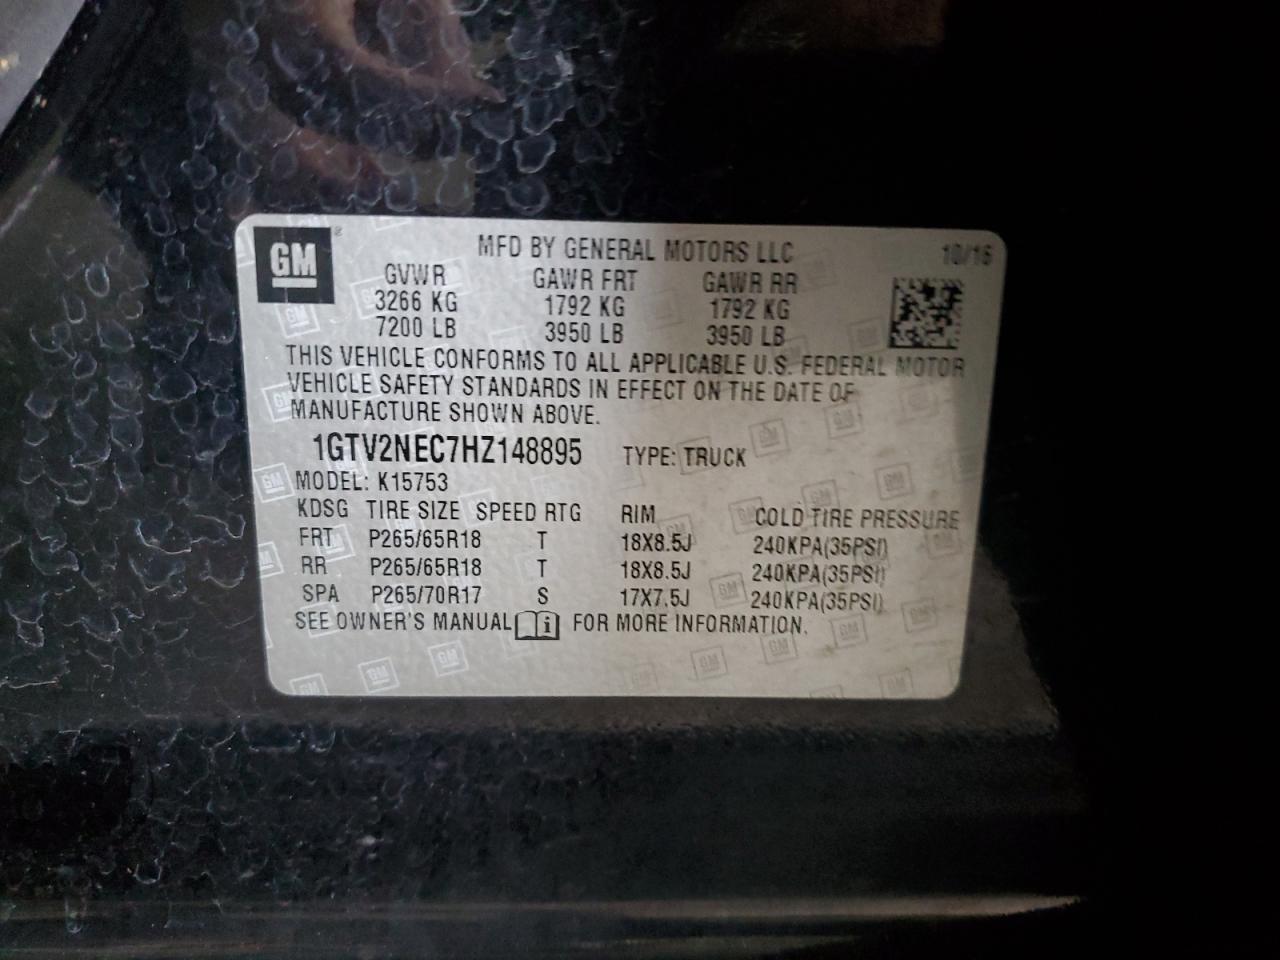 GM
MFD BY GENERAL MOTORS LLC 10/16
GVWR GAWR FRT GAWR RR
3266 KG 1792 KG 1792 KG
7200 LB 3950 LB 3950 LB
THIS VEHICLE CONFORMS TO ALL APPLICABLE U.S. FEDERAL MOTOR
VEHICLE SAFETY STANDARDS IN EFFECT ON THE DATE OF
MANUFACTURE SHOWN ABOVE.
1GTV2NEC7HZ148895 TYPE: TRUCK
MODEL: K15753
KDSG TIRE SIZE SPEED RTG RIM COLD TIRE PRESSURE
FRT P265/65R18 T 18X8.5J 240KPA(35PSI)
RR P265/65R18 T 18X8.5J 240KPA(35PSI)
SPA P265/70R17 S 17X7.5J 240KPA(35PSI)
SEE OWNER'S MANUAL FOR MORE INFORMATION.